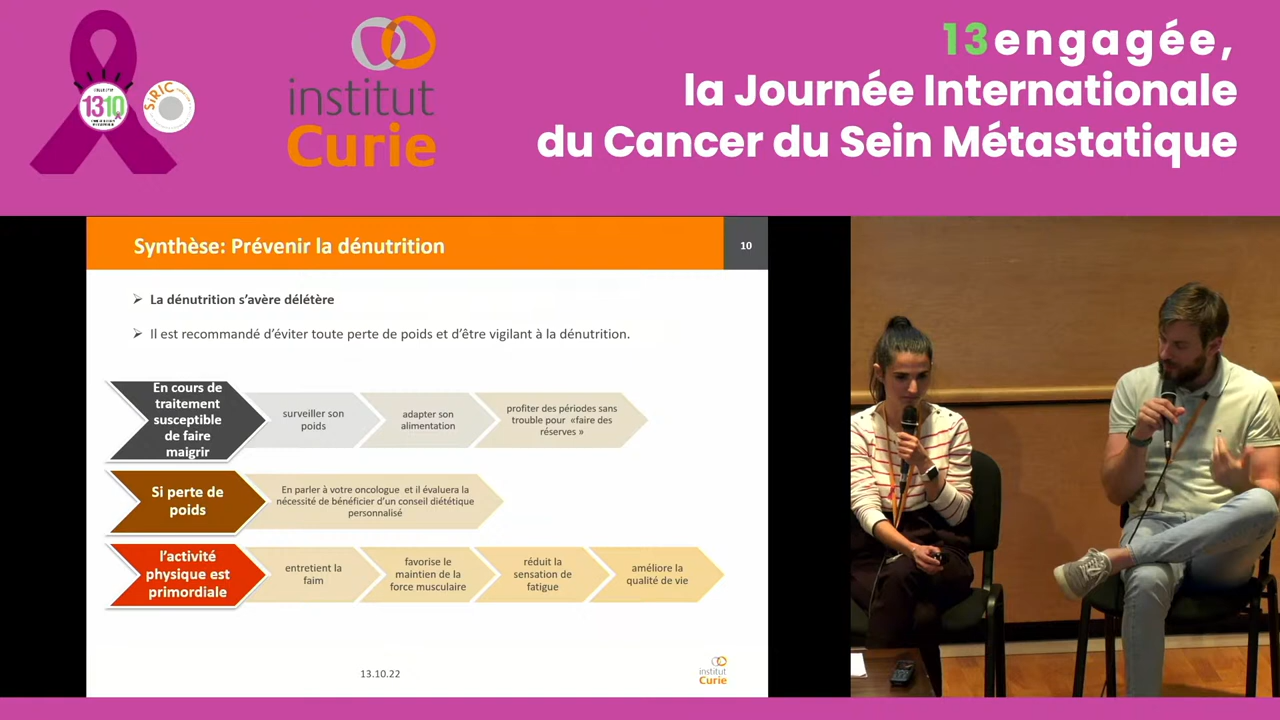 1310
SiRIC
institut
Curie
13engagée,
la Journée Internationale
du Cancer du Sein Métastatique
Synthèse: Prévenir la dénutrition
10
➢ La dénutrition s’avère délétère
➢ Il est recommandé d’éviter toute perte de poids et d’être vigilant à la dénutrition.
En cours de
traitement
susceptible
de faire
maigrir
surveiller son
poids
adapter son
alimentation
profiter des périodes sans
trouble pour «faire des
réserves »
Si perte de
poids
En parler à votre oncologue et il évaluera la
nécessité de bénéficier d’un conseil diététique
personnalisé
l’activité
physique est
primordiale
entretient la
faim
favorise le
maintien de la
force musculaire
réduit la
sensation de
fatigue
améliore la
qualité de vie
13.10.22
institut
Curie